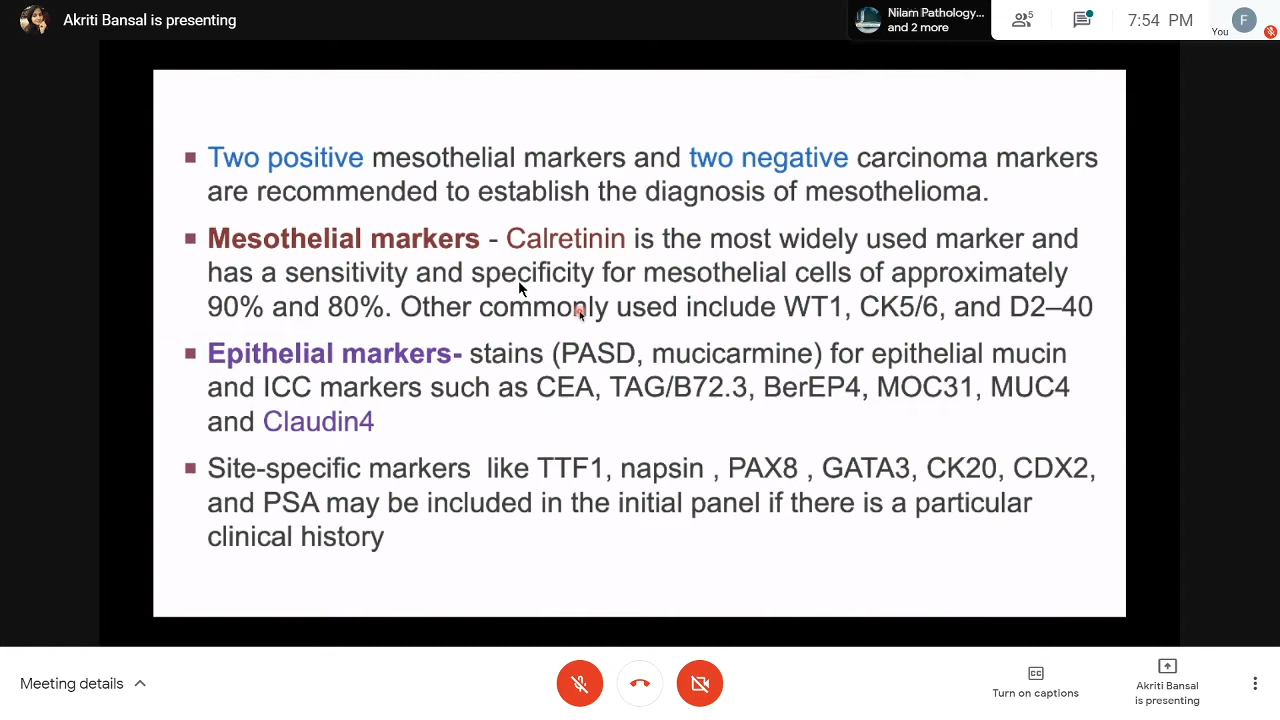 Akriti Bansal is presenting
Nilam Pathology...
and 2 more
5
7:54 PM
You
F
▪ Two positive mesothelial markers and two negative carcinoma markers
are recommended to establish the diagnosis of mesothelioma.
▪ Mesothelial markers - Calretinin is the most widely used marker and
has a sensitivity and specificity for mesothelial cells of approximately
90% and 80%. Other commonly used include WT1, CK5/6, and D2–40
▪ Epithelial markers- stains (PASD, mucicarmine) for epithelial mucin
and ICC markers such as CEA, TAG/B72.3, BerEP4, MOC31, MUC4
and Claudin4
▪ Site-specific markers like TTF1, napsin , PAX8 , GATA3, CK20, CDX2,
and PSA may be included in the initial panel if there is a particular
clinical history
Meeting details
CC
Turn on captions
Akriti Bansal
is presenting